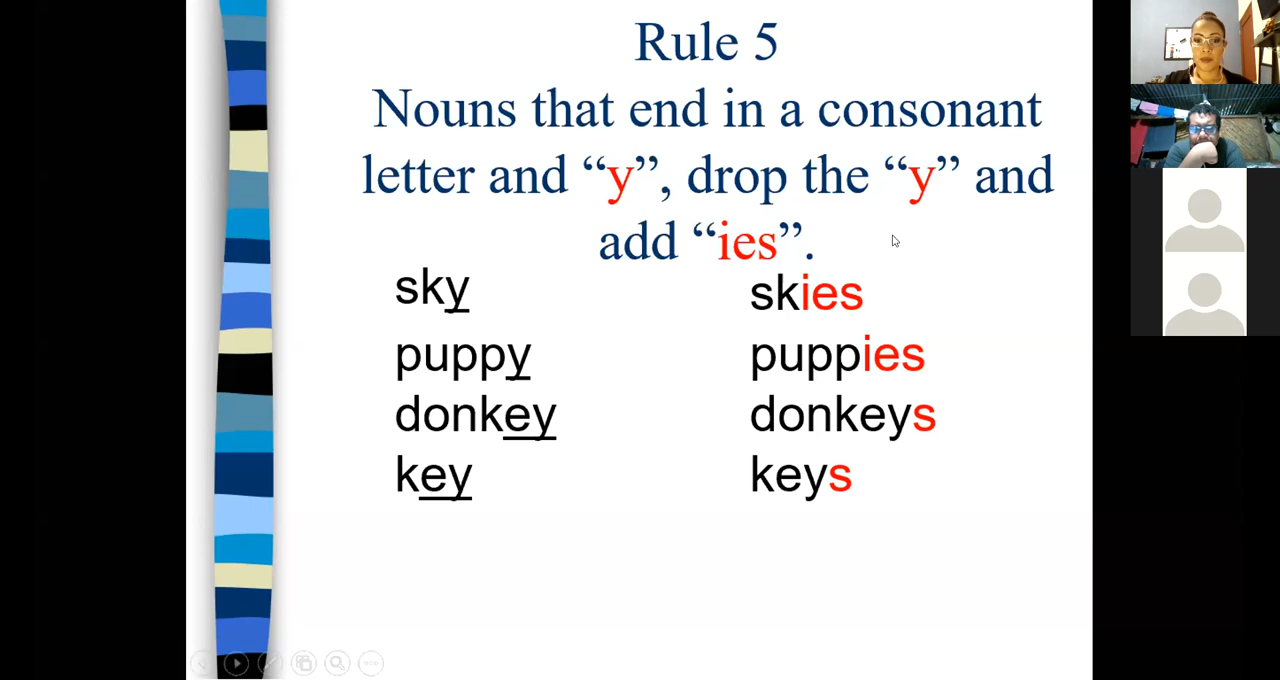 Rule 5
Nouns that end in a consonant
letter and “y”, drop the “y” and
add “ies”.
sky skies
puppy puppies
donkey donkeys
key keys